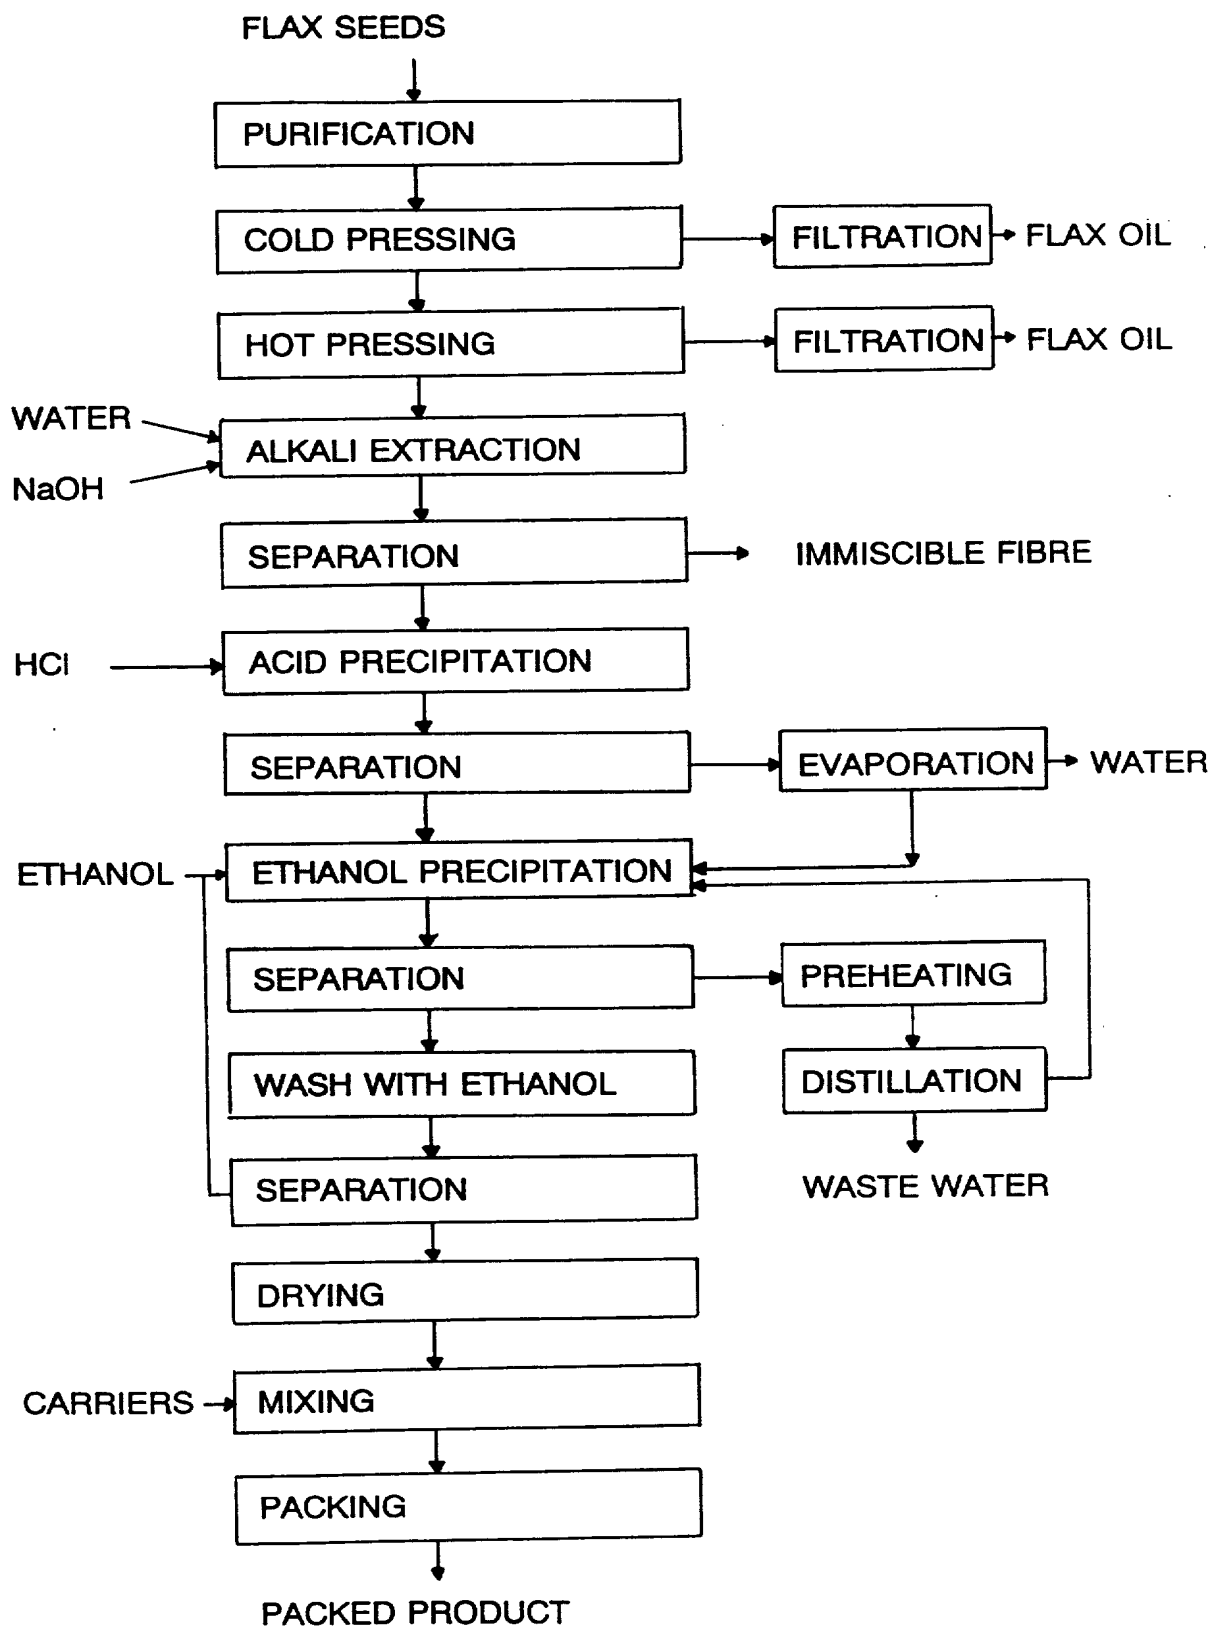 FLAX SEEDS
PURIFICATION
COLD PRESSING
FILTRATION
FLAX OIL
HOT PRESSING
FILTRATION
FLAX OIL
WATER
ALKALI EXTRACTION
NaOH
SEPARATION
IMMISCIBLE FIBRE
HCl
ACID PRECIPITATION
SEPARATION
EVAPORATION
WATER
ETHANOL
ETHANOL PRECIPITATION
SEPARATION
PREHEATING
WASH WITH ETHANOL
DISTILLATION
SEPARATION
WASTE WATER
DRYING
CARRIERS
MIXING
PACKING
PACKED PRODUCT